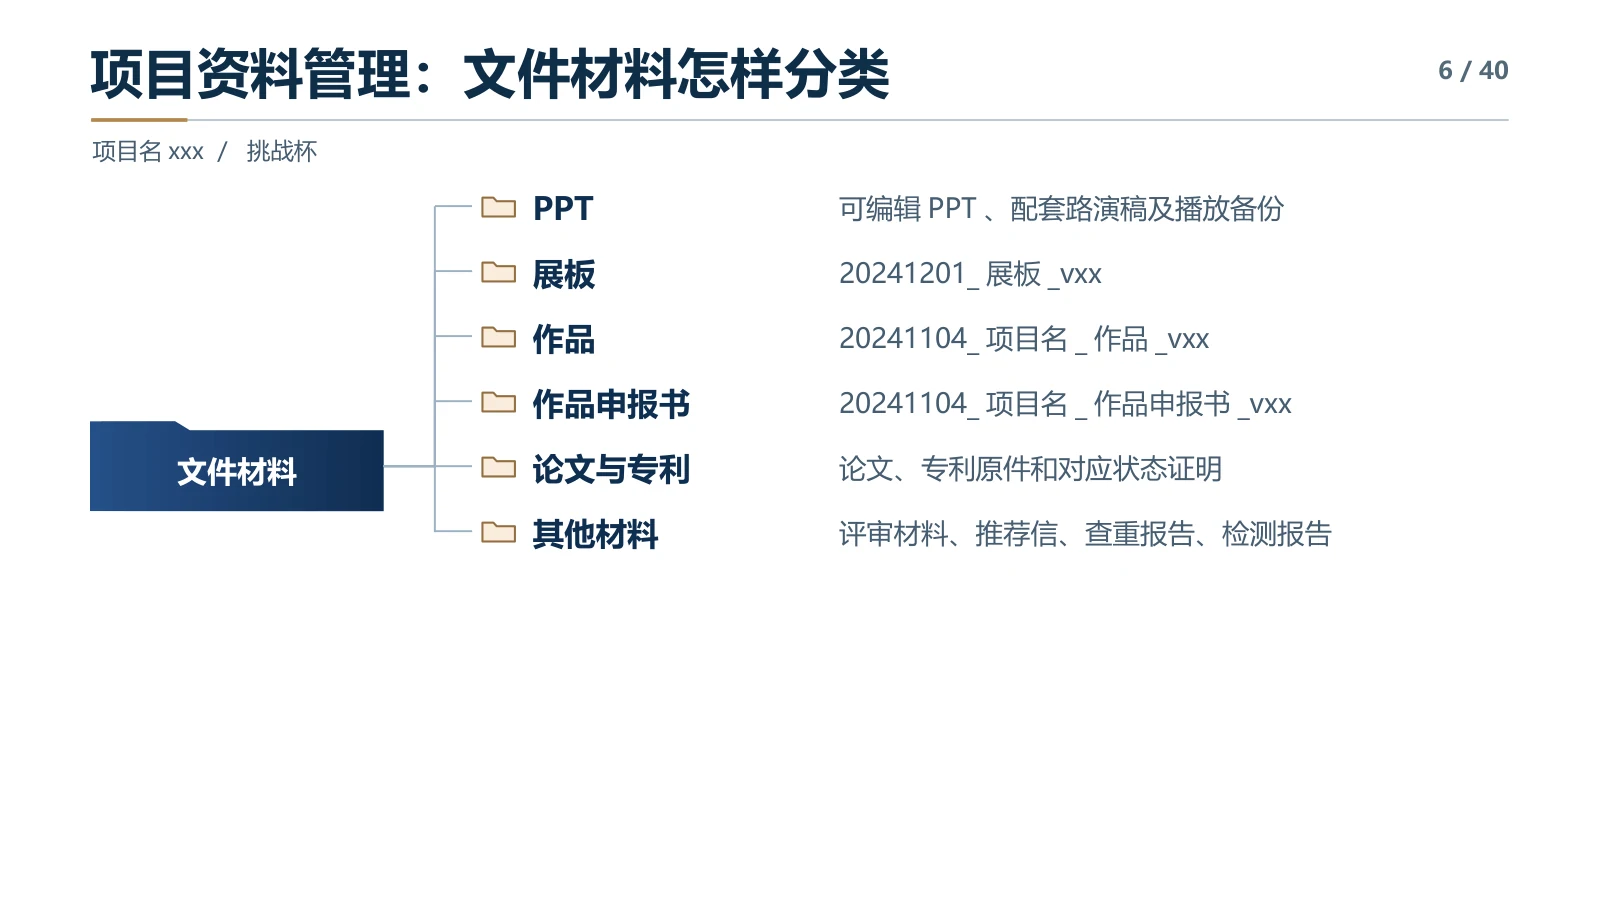 项目资料管理：文件材料怎样分类
6 / 40
项目名 xxx / 挑战杯
PPT 可编辑 PPT 、配套路演稿及播放备份
展板 20241201_ 展板 _vxx
作品 20241104_ 项目名 _ 作品 _vxx
作品申报书 20241104_ 项目名 _ 作品申报书 _vxx
文件材料
论文与专利 论文、专利原件和对应状态证明
其他材料 评审材料、推荐信、查重报告、检测报告